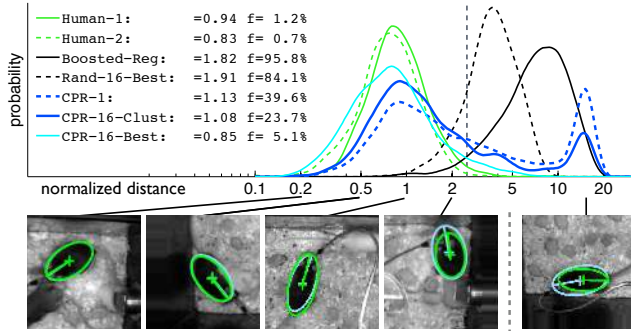 probability
Human-1: =0.94 f= 1.2%
Human-2: =0.83 f= 0.7%
Boosted-Reg: =1.82 f=95.8%
Rand-16-Best: =1.91 f=84.1%
CPR-1: =1.13 f=39.6%
CPR-16-Clust: =1.08 f=23.7%
CPR-16-Best: =0.85 f= 5.1%
normalized distance 0.1 0.2 0.5 1 2 5 10 20